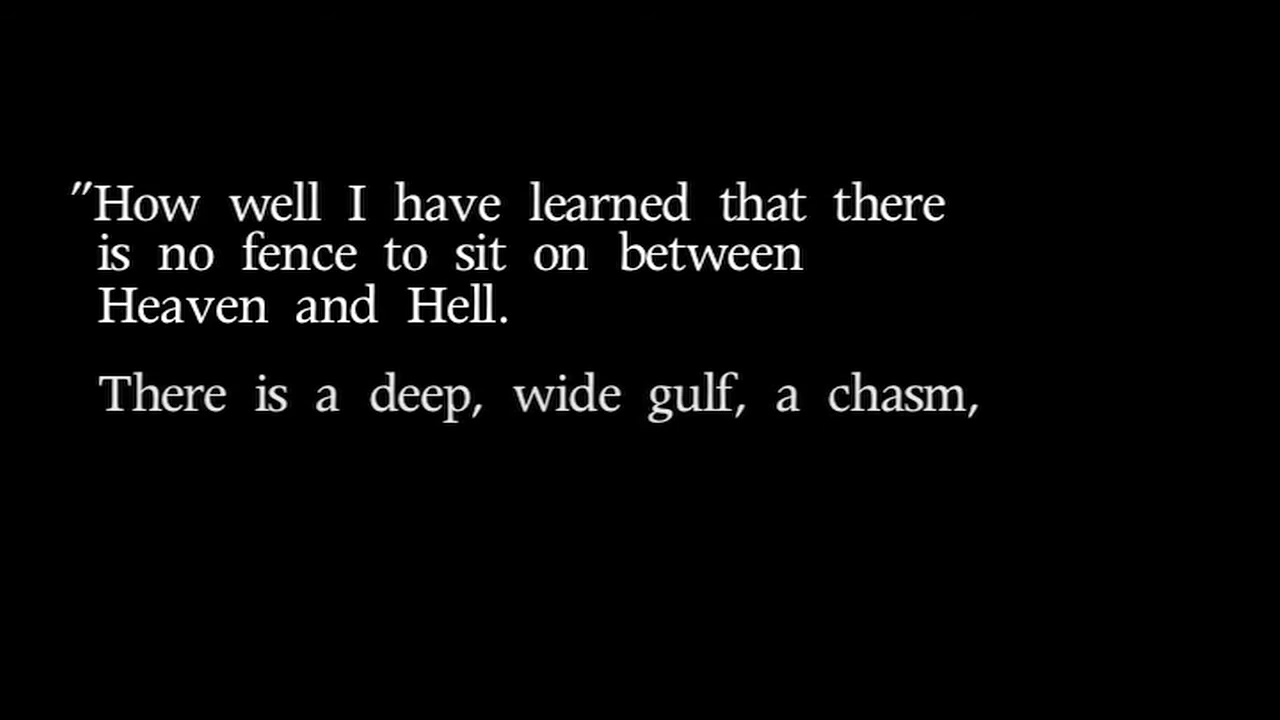 "How well I have learned that there
is no fence to sit on between
Heaven and Hell.
There is a deep, wide gulf, a chasm,